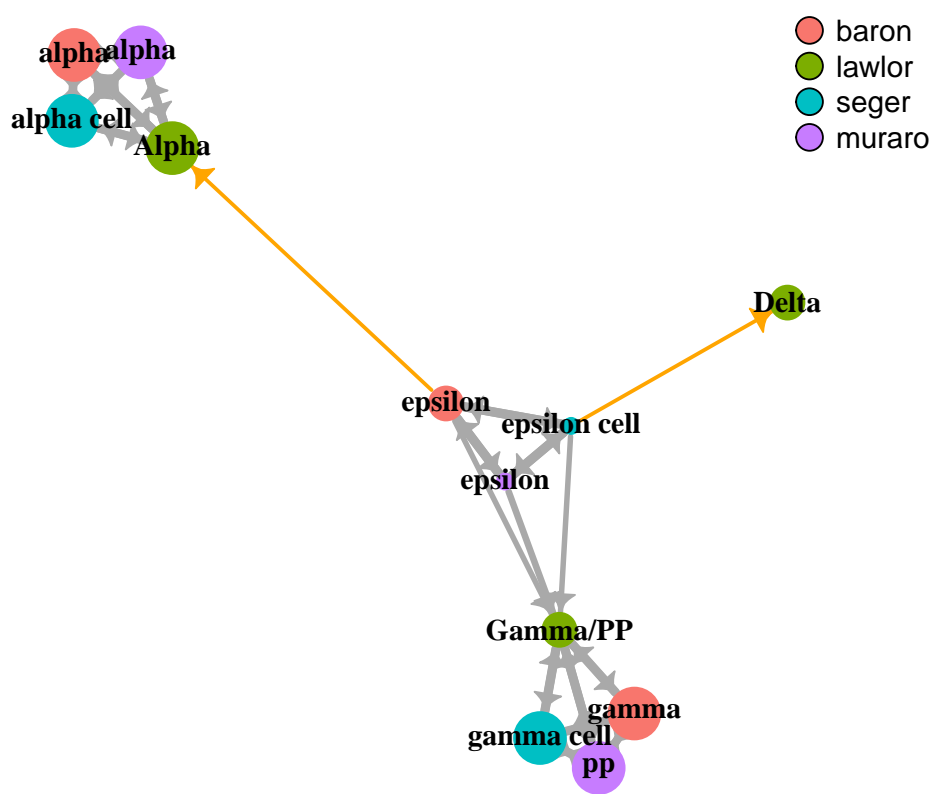 baron
lawlor
seger
muraro
alpha
alpha
alpha cell
Alpha
Delta
epsilon
epsilon cell
epsilon
Gamma/PP
gamma
gamma cell
pp